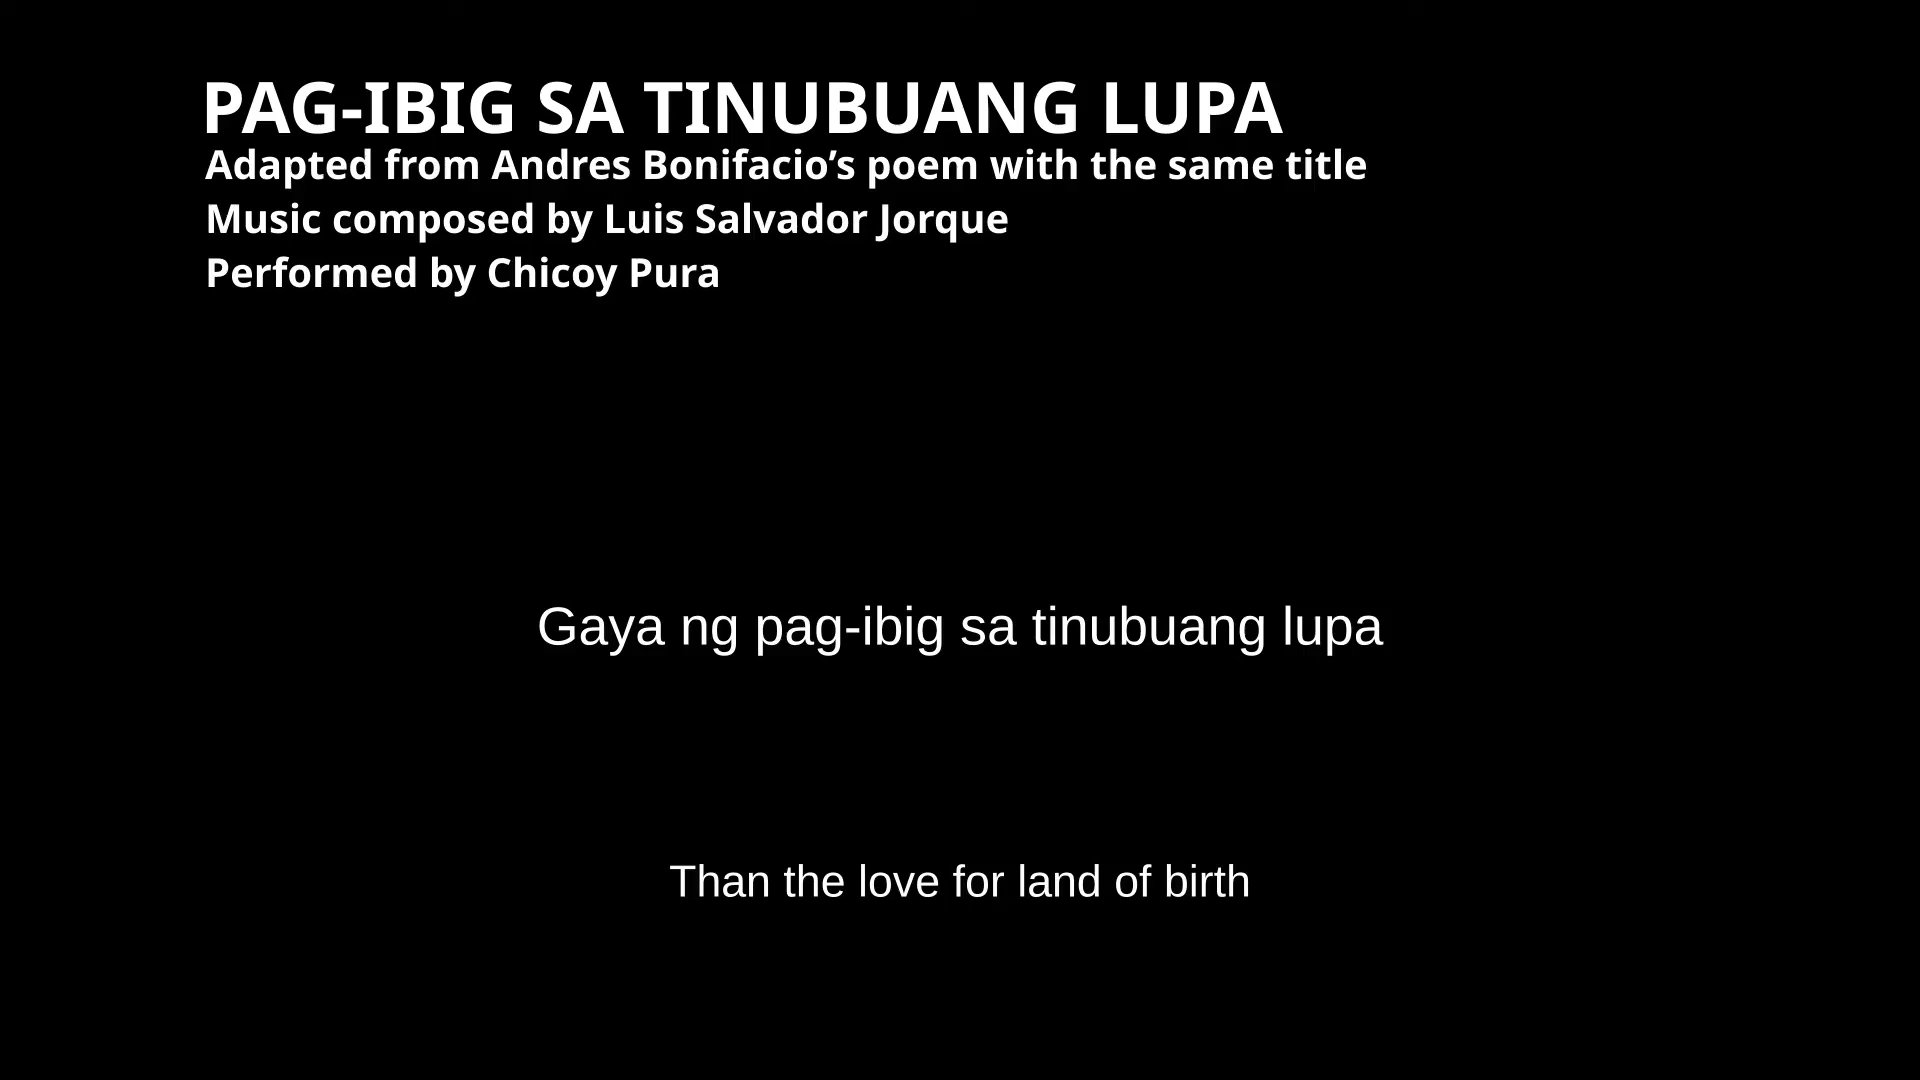 PAG-IBIG SA TINUBUANG LUPA
Adapted from Andres Bonifacio’s poem with the same title
Music composed by Luis Salvador Jorque
Performed by Chicoy Pura
Gaya ng pag-ibig sa tinubuang lupa
Than the love for land of birth